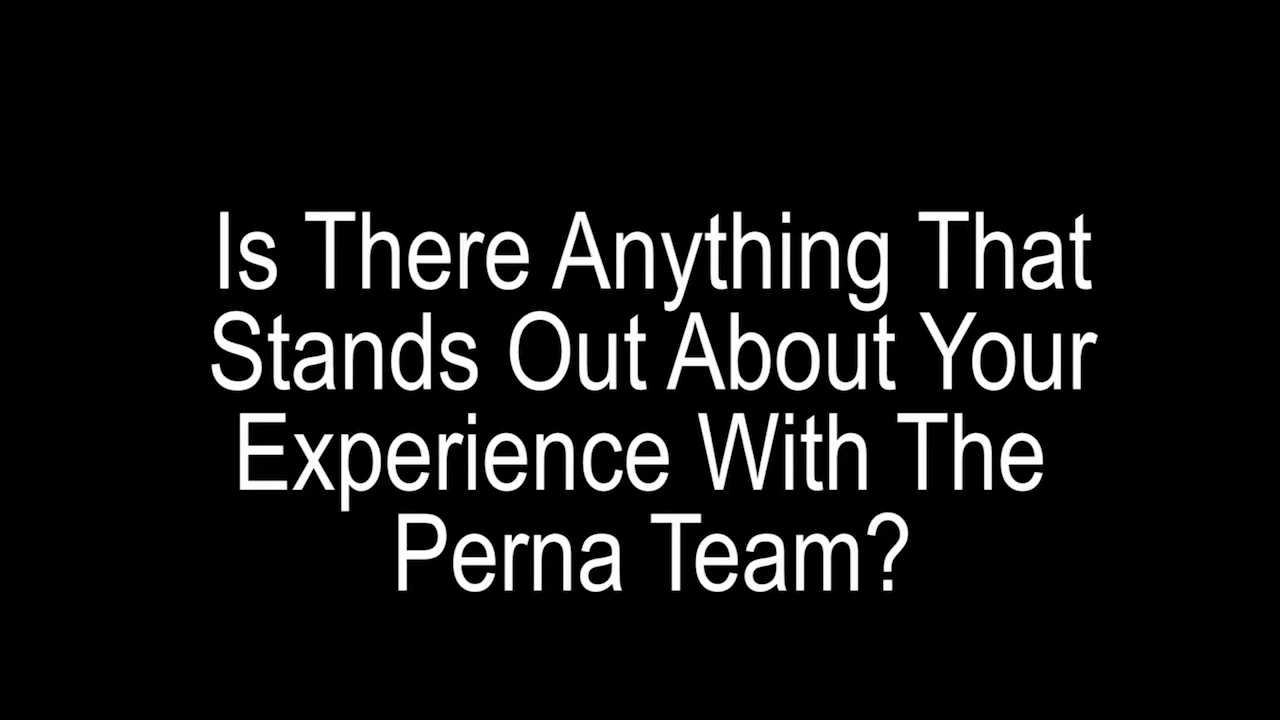 Is There Anything That
Stands Out About Your
Experience With The
Perna Team?